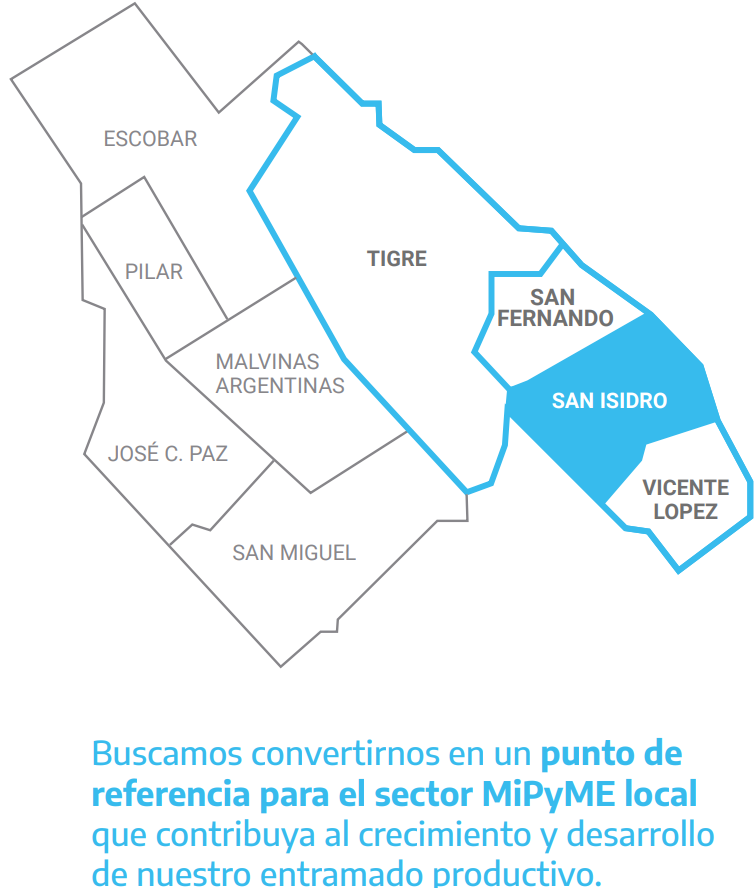 ESCOBAR
PILAR
TIGRE
SAN
FERNANDO
MALVINAS
ARGENTINAS
SAN ISIDRO
JOSÉ C. PAZ
VICENTE
LOPEZ
SAN MIGUEL
Buscamos convertirnos en un punto de
referencia para el sector MiPyME local
que contribuya al crecimiento y desarrollo
de nuestro entramado productivo.